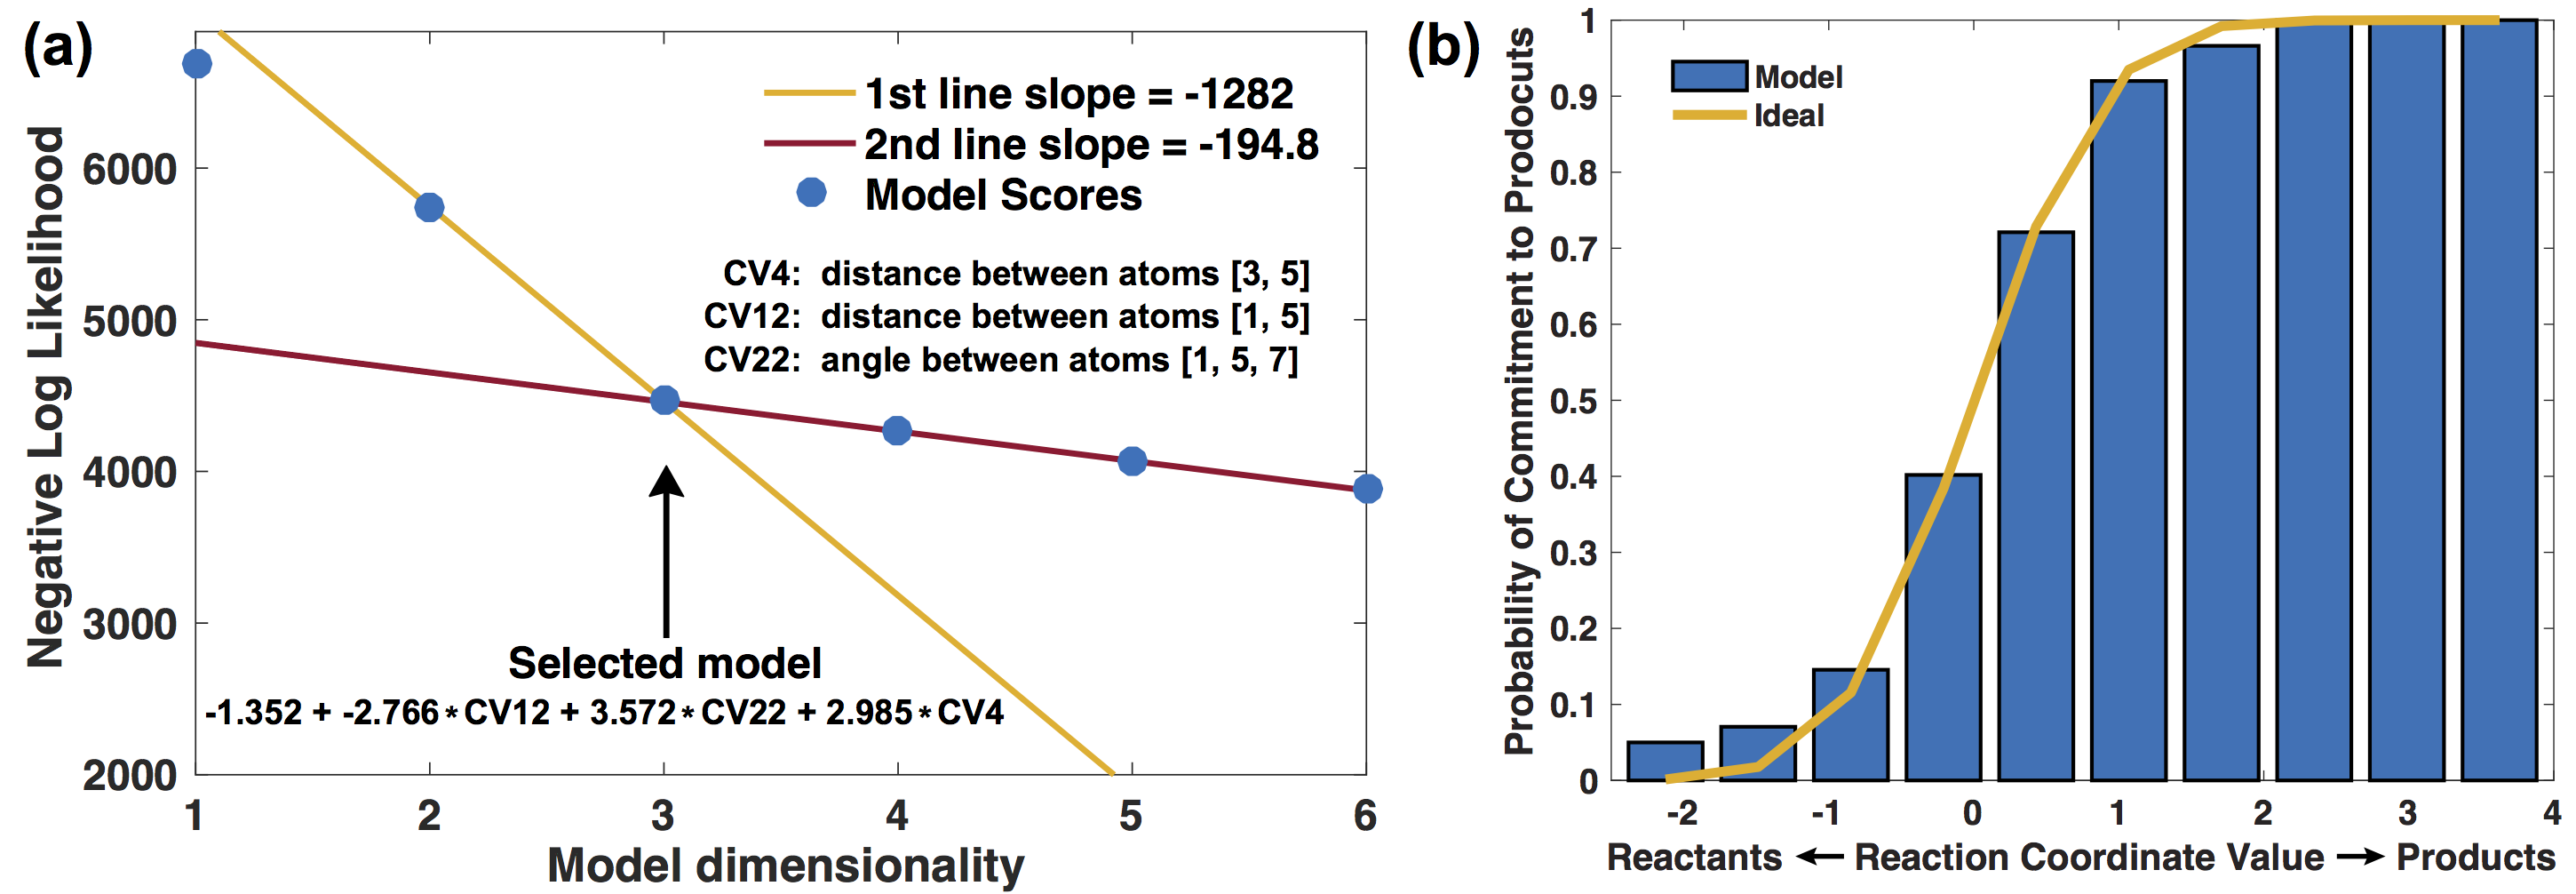 (a)
1st line slope = -1282
2nd line slope = -194.8
Model Scores
CV4: distance between atoms [3, 5]
CV12: distance between atoms [1, 5]
CV22: angle between atoms [1, 5, 7]
Selected model
-1.352 + -2.766*CV12 + 3.572*CV22 + 2.985*CV4
Negative Log Likelihood
6000
5000
4000
3000
2000
1 2 3 4 5 6
Model dimensionality
(b)
Model
Ideal
Probability of Commitment to Prodocuts
1
0.9
0.8
0.7
0.6
0.5
0.4
0.3
0.2
0.1
0
-2 -1 0 1 2 3 4
Reactants ← Reaction Coordinate Value → Products